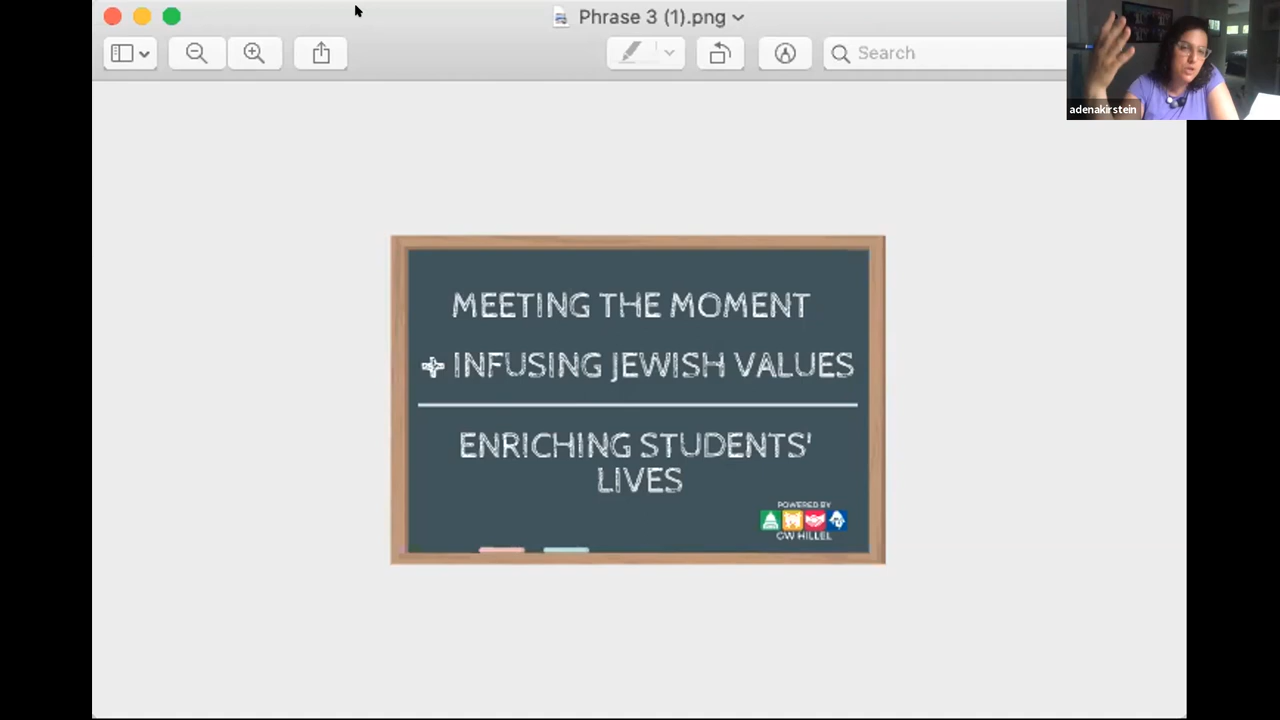 Phrase 3 (1).png
Search
adenakirstein
MEETING THE MOMENT
+ INFUSING JEWISH VALUES
ENRICHING STUDENTS'
LIVES
POWERED BY
GW HILLEL